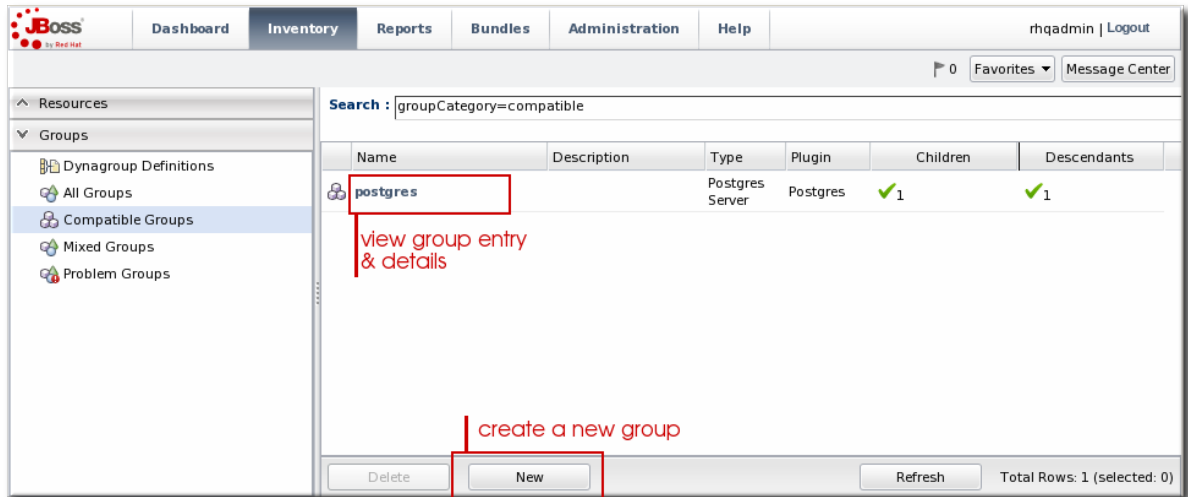 JBoss
by Red Hat
Dashboard Inventory Reports Bundles Administration Help
rhqadmin | Logout
0 Favorites Message Center
Resources
Groups
Dynagroup Definitions
All Groups
Compatible Groups
Mixed Groups
Problem Groups
Search : groupCategory=compatible
Name Description Type Plugin Children Descendants
postgres Postgres Server Postgres 1 1
view group entry
& details
create a new group
Delete New Refresh Total Rows: 1 (selected: 0)